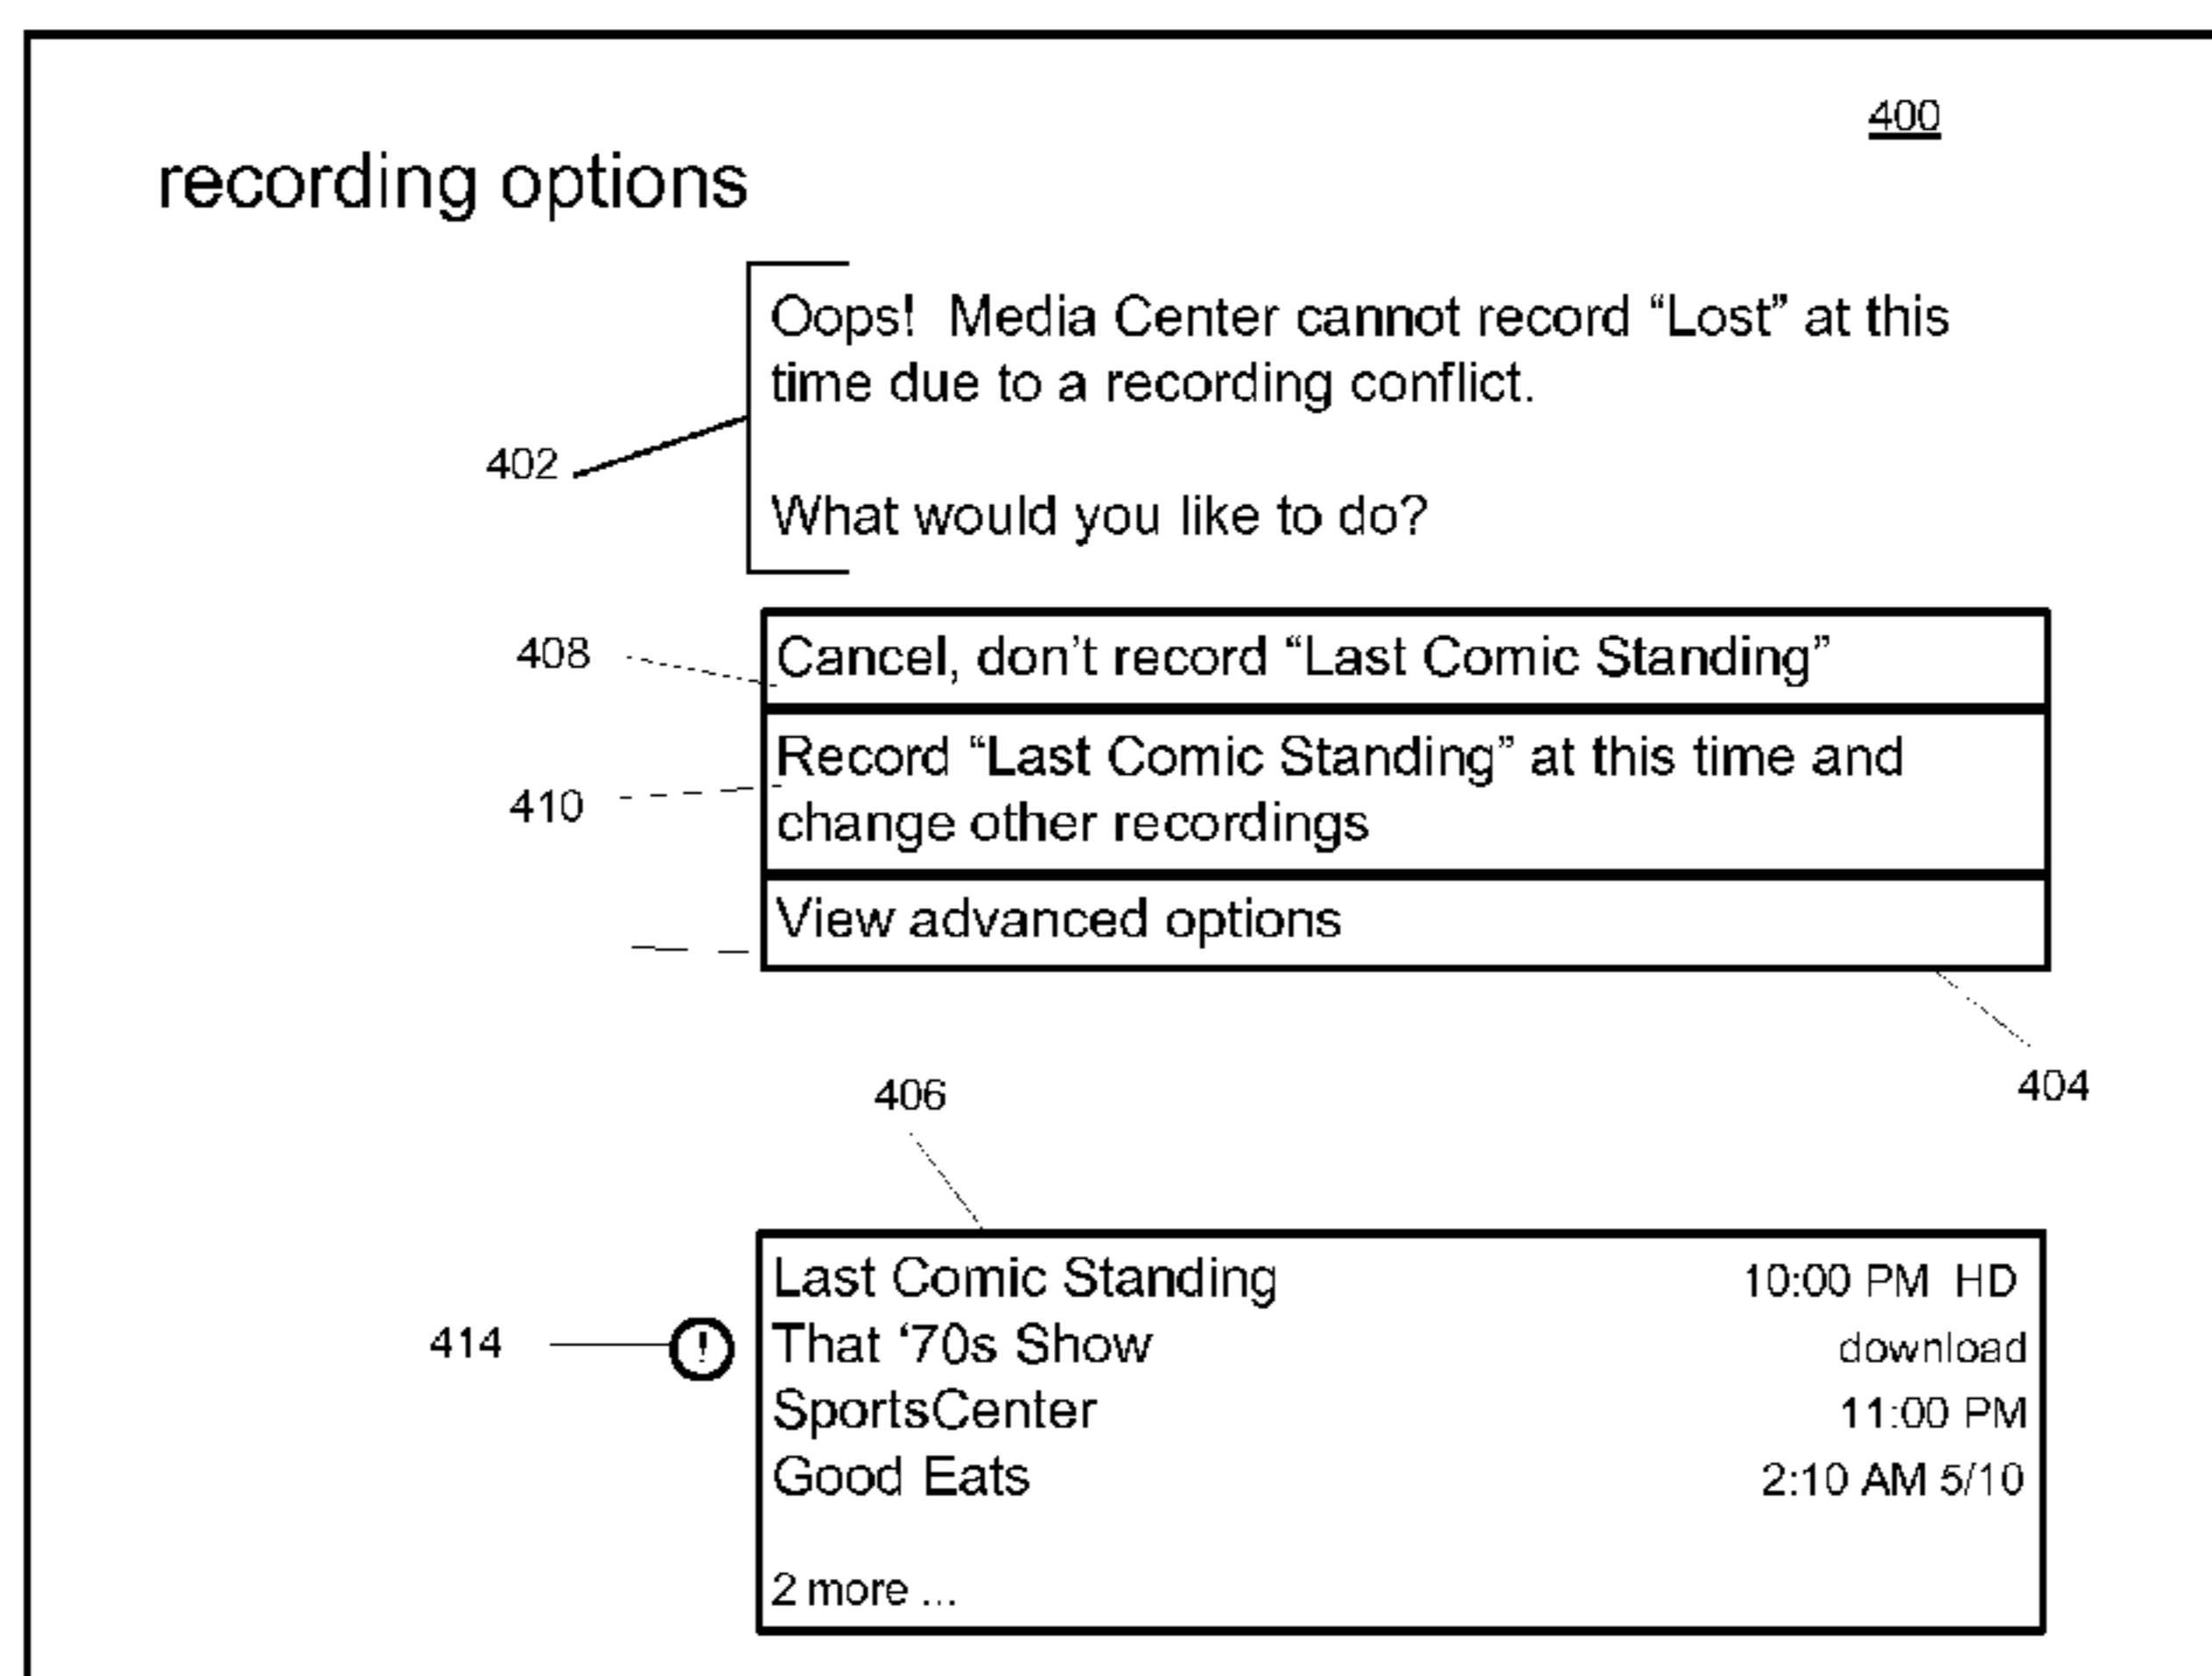 400
recording options
Oops!  Media Center cannot record “Lost” at this
time due to a recording conflict.
402
What would you like to do?
408
Cancel, don’t record “Last Comic Standing”
Record “Last Comic Standing” at this time and
410
change other recordings
View advanced options
404
406
Last Comic Standing 10:00 PM  HD
414
! That ‘70s Show download
SportsCenter 11:00 PM
Good Eats 2:10 AM 5/10
2 more ...